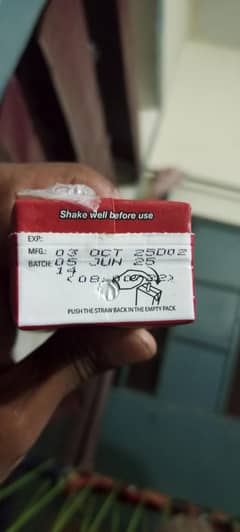 Shake well before use
EXP.:
MFG.: 03 OCT 25D02
BATCH: 05 JUN 25
14
PUSH THE STRAW BACK IN THE EMPTY PACK